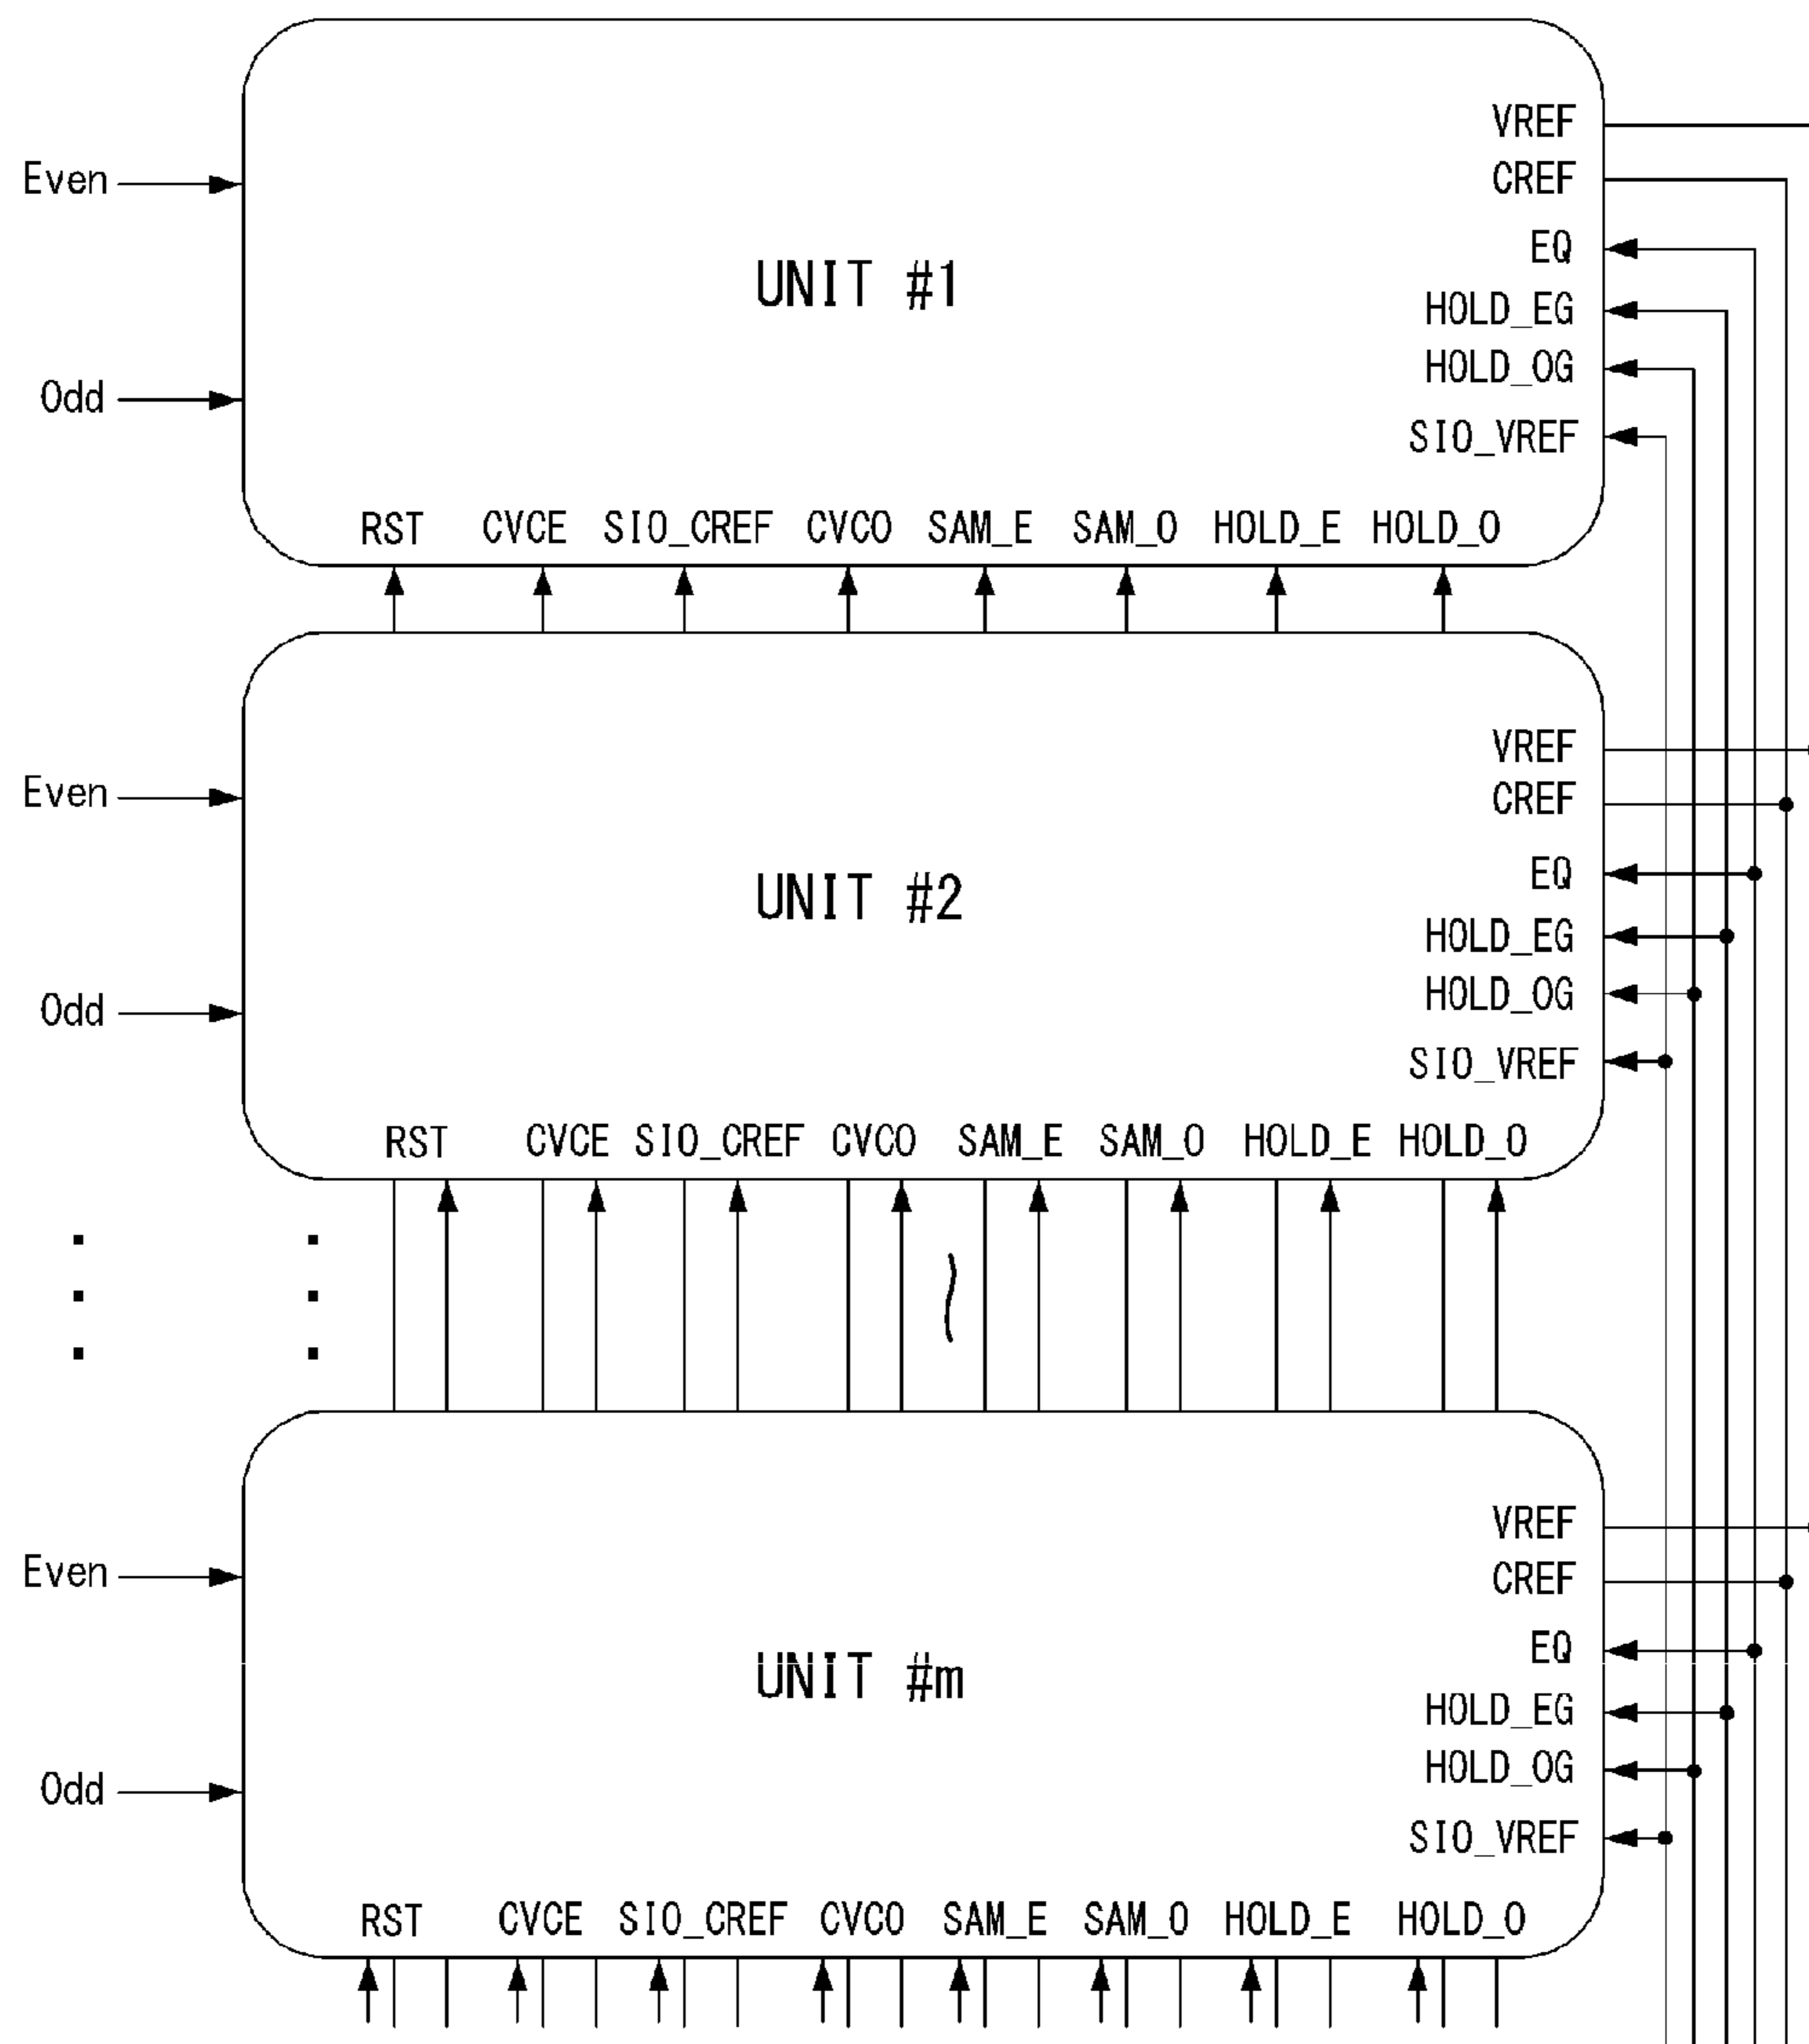 VREF
Even
CREF
EQ
UNIT #1
HOLD_EG
HOLD_OG
Odd
SIO_VREF
RST CVCE SIO_CREF CVCO SAM_E SAM_O HOLD_E HOLD_O
VREF
Even
CREF
EQ
UNIT #2
HOLD_EG
HOLD_OG
Odd
SIO_VREF
RST CVCE SIO_CREF CVCO SAM_E SAM_O HOLD_E HOLD_O
VREF
Even
CREF
EQ
UNIT #m
HOLD_EG
HOLD_OG
Odd
SIO_VREF
RST CVCE SIO_CREF CVCO SAM_E SAM_O HOLD_E HOLD_O